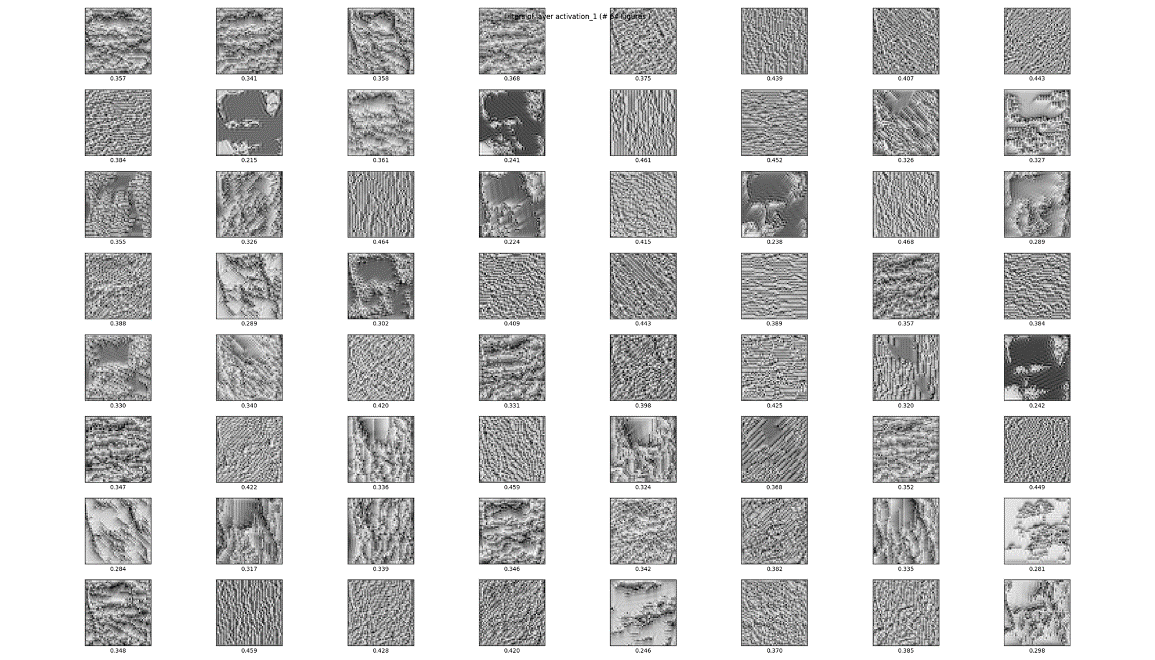 Filters of layer activation_1 (# 64 figures)
0.357 0.341 0.358 0.368 0.375 0.439 0.407 0.443
0.384 0.215 0.361 0.241 0.461 0.452 0.326 0.327
0.355 0.326 0.464 0.224 0.415 0.238 0.468 0.289
0.388 0.289 0.302 0.409 0.443 0.389 0.357 0.384
0.330 0.340 0.420 0.331 0.398 0.425 0.320 0.242
0.347 0.422 0.336 0.459 0.324 0.368 0.352 0.449
0.284 0.317 0.339 0.346 0.342 0.382 0.335 0.281
0.348 0.459 0.428 0.420 0.246 0.370 0.385 0.298